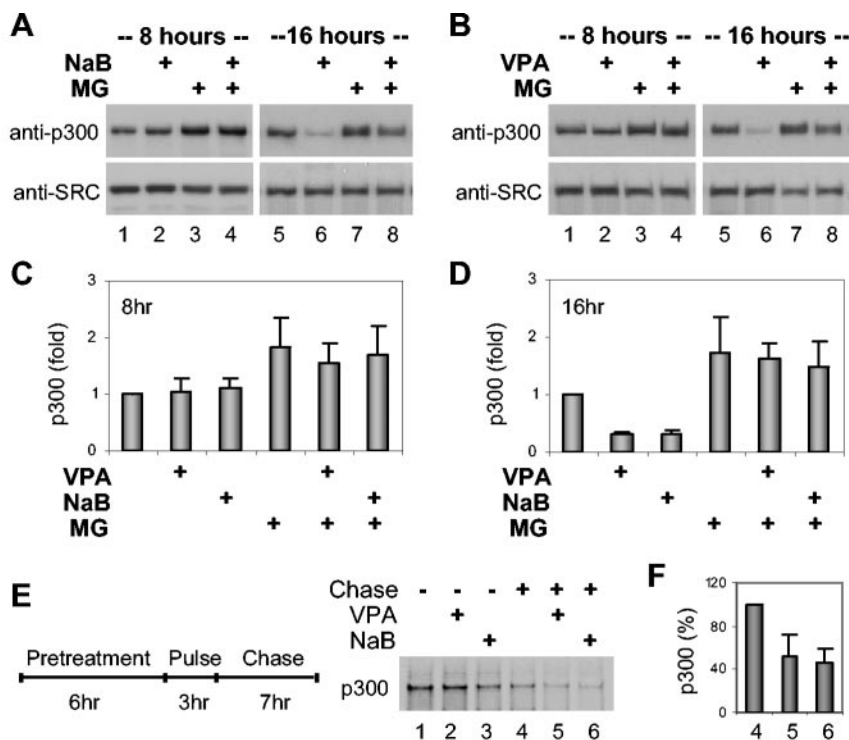 A
-- 8 hours --
--16 hours --
NaB + + + +
MG + + + +
anti-p300
anti-SRC
1 2 3 4 5 6 7 8
B
-- 8 hours --
-- 16 hours --
VPA + + + +
MG + + + +
anti-p300
anti-SRC
1 2 3 4 5 6 7 8
C
3
2
1
0
p300 (fold)
8hr
VPA + +
NaB + +
MG + + +
D
3
2
1
0
p300 (fold)
16hr
VPA + +
NaB + +
MG + + +
E
Pretreatment Pulse Chase
6hr 3hr 7hr
Chase - - - + + +
VPA + +
NaB + +
p300
1 2 3 4 5 6
F
120
80
40
0
p300 (%)
4 5 6